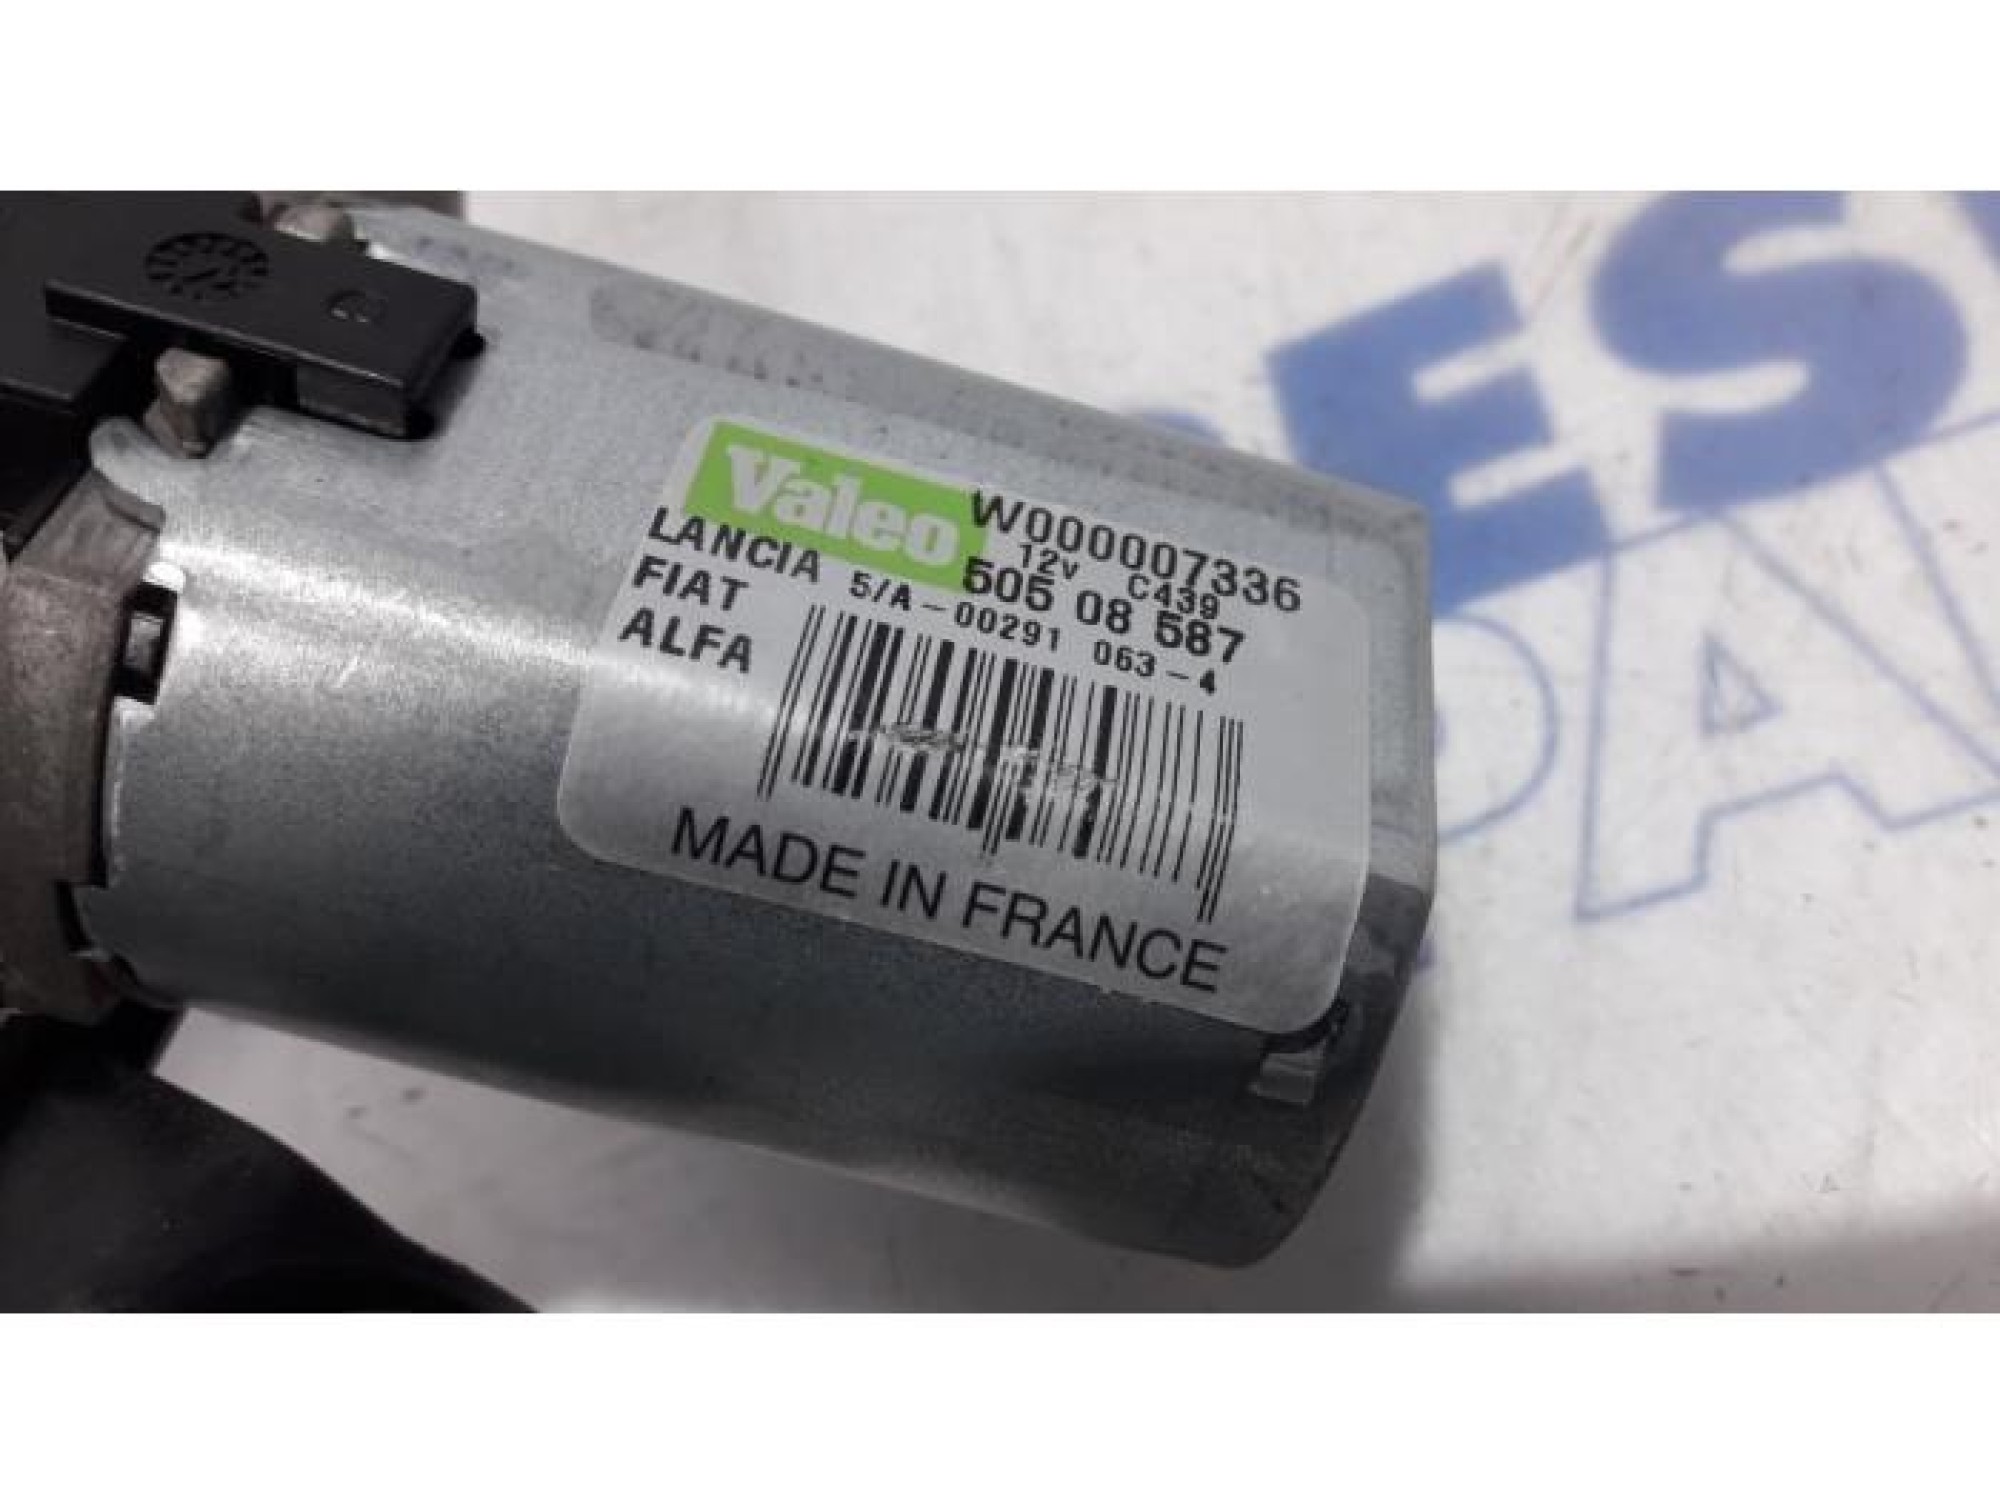 Valeo W000007336
12v C439
LANCIA 505 08 587
FIAT 5/A-00291 063-4
ALFA
MADE IN FRANCE